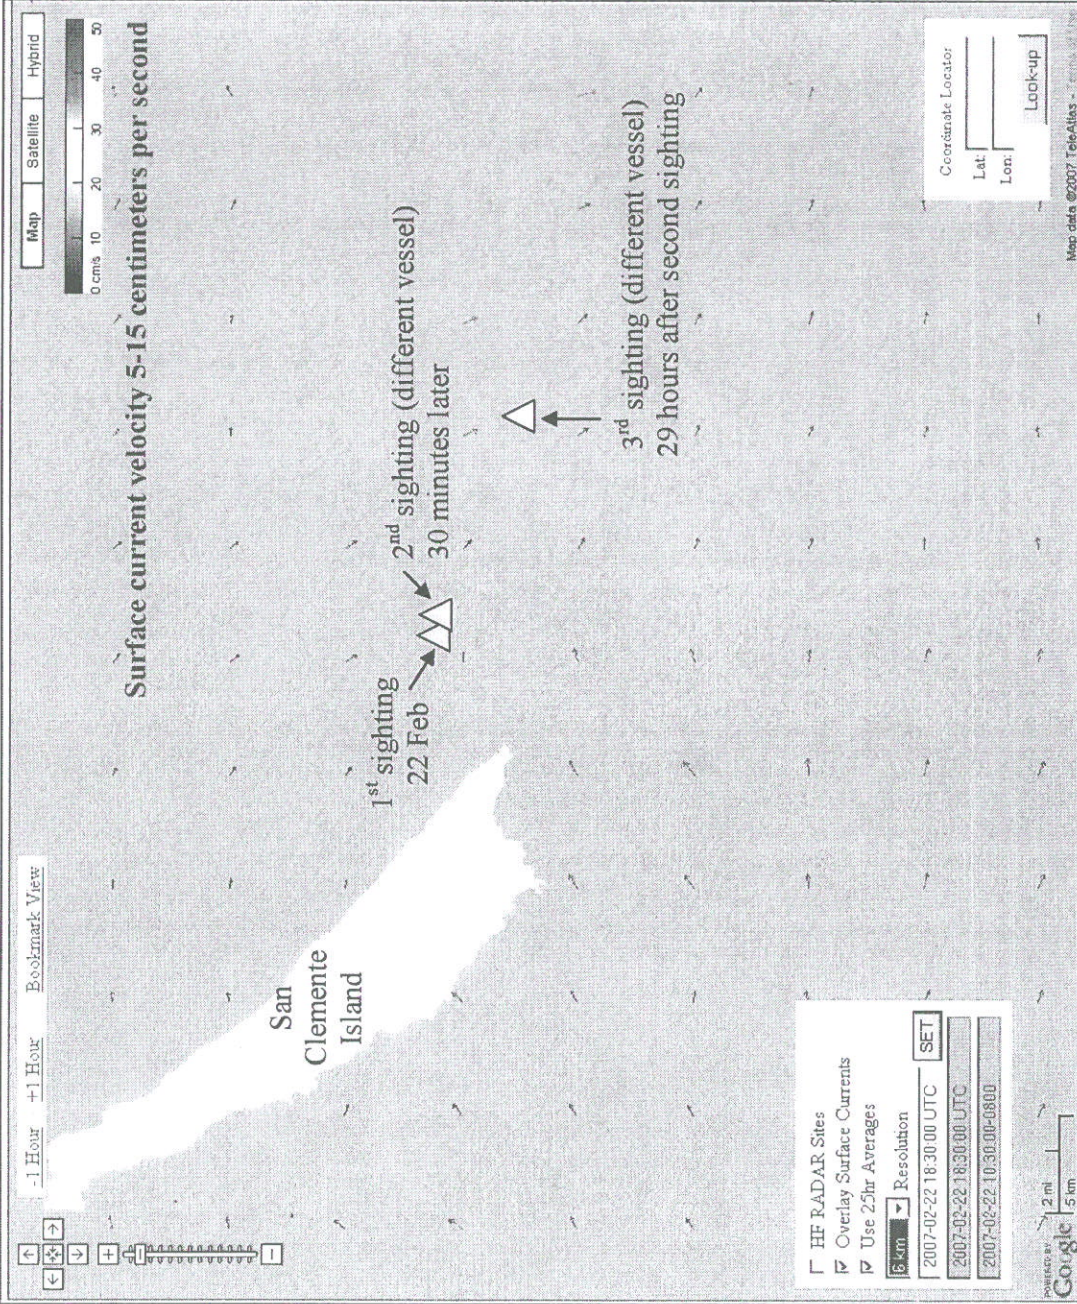 -1 Hour +1 Hour Bookmark View
Map Satellite Hybrid
0 cm/s 10 20 30 40 50
Surface current velocity 5-15 centimeters per second
San
Clemente
Island
1st sighting
22 Feb
2nd sighting (different vessel)
30 minutes later
3rd sighting (different vessel)
29 hours after second sighting
HF RADAR Sites
Overlay Surface Currents
Use 25hr Averages
6 km Resolution
2007-02-22 18:30:00 UTC SET
2007-02-22 18:30:00 UTC
2007-02-22 10:30:00-0800
Coordinate Locator
Lat:
Lon:
Look-up
POWERED BY
Google
2 mi
5 km
Map data ©2007 TeleAtlas - Terms of Use